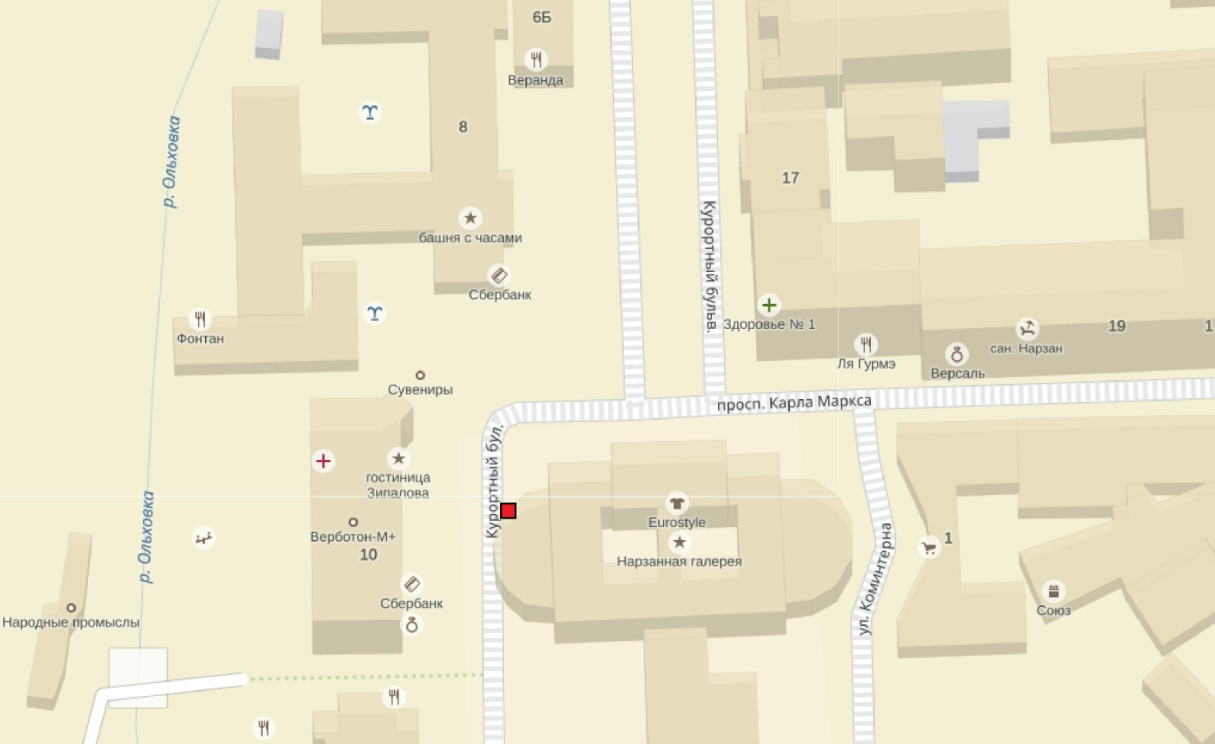 6Б
Веранда
р. Ольховка
8
17
башня с часами
Курортный бульв.
Сбербанк
Здоровье № 1
19
1
Фонтан
Ля Гурмэ
сан. Нарзан
Версаль
Сувениры
просп. Карла Маркса
Курортный бул.
гостиница
Зипалова
Eurostyle
р. Ольховка
Верботон-М+
10
Нарзанная галерея
1
ул. Коминтерна
Сбербанк
Союз
Народные промыслы